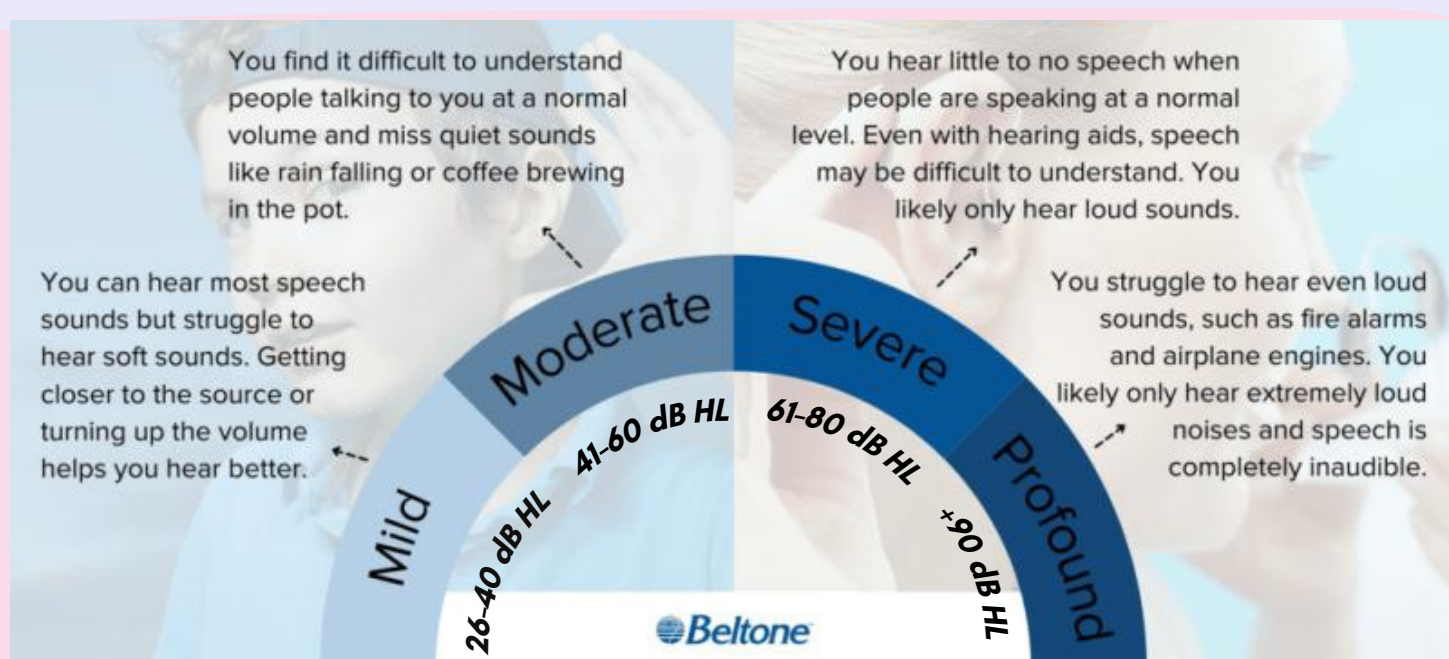 You find it difficult to understand
people talking to you at a normal
volume and miss quiet sounds
like rain falling or coffee brewing
in the pot.
You hear little to no speech when
people are speaking at a normal
level. Even with hearing aids, speech
may be difficult to understand. You
likely only hear loud sounds.
You can hear most speech
sounds but struggle to
hear soft sounds. Getting
closer to the source or
turning up the volume
helps you hear better.
You struggle to hear even loud
sounds, such as fire alarms
and airplane engines. You
likely only hear extremely loud
noises and speech is
completely inaudible.
Mild
Moderate
Severe
Profound
26-40 dB HL
41-60 dB HL
61-80 dB HL
+90 dB HL
Beltone